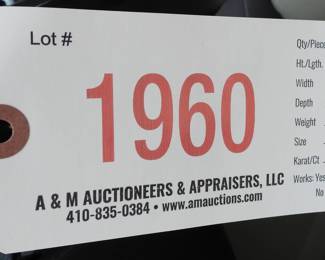 Lot #
1960
A & M AUCTIONEERS & APPRAISERS, LLC
410-835-0384 • www.amauctions.com
Qty/Piece
Ht./Lgth.
Width
Depth
Weight
Size
Karat/Ct
Works: Yes
No